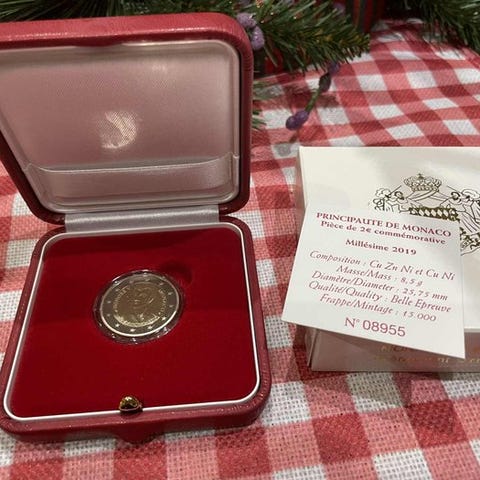 PRINCIPAUTE DE MONACO
Pièce de 2€ commémorative
Millésime 2019
Composition : Cu Zn Ni et Cu Ni
Masse/Mass : 8,5g
Diamètre/Diameter : 25,75 mm
Qualité/Quality : Belle Epreuve
Frappe/Mintage : 15.000
N° 08955